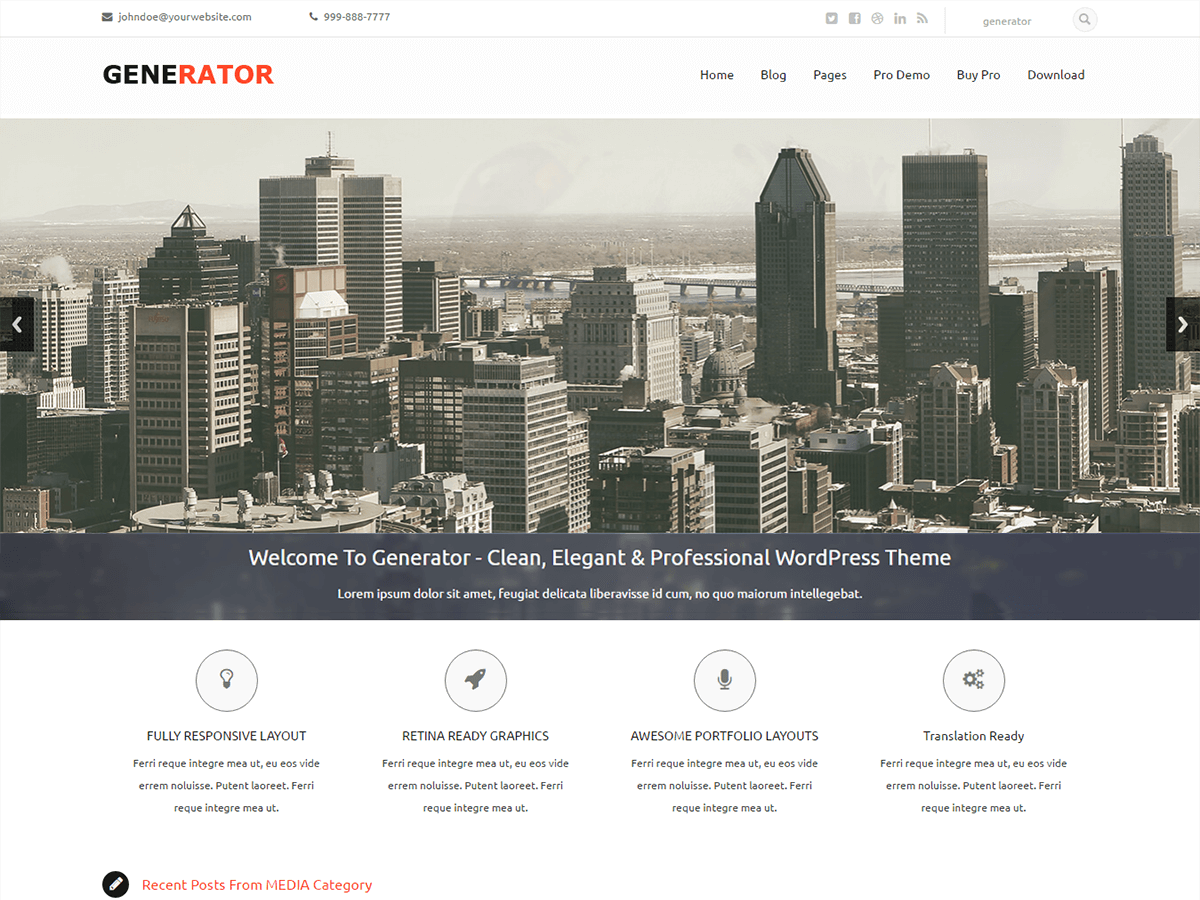 johndoe@yourwebsite.com 999-888-7777 generator
GENERATOR Home Blog Pages Pro Demo Buy Pro Download
Welcome To Generator - Clean, Elegant & Professional WordPress Theme
Lorem ipsum dolor sit amet, feugiat delicata liberavisse id cum, no quo maiorum intellegebat.
FULLY RESPONSIVE LAYOUT
Ferri reque integre mea ut, eu eos vide
errem noluisse. Putent laoreet. Ferri
reque integre mea ut.
RETINA READY GRAPHICS
Ferri reque integre mea ut, eu eos vide
errem noluisse. Putent laoreet. Ferri
reque integre mea ut.
AWESOME PORTFOLIO LAYOUTS
Ferri reque integre mea ut, eu eos vide
errem noluisse. Putent laoreet. Ferri
reque integre mea ut.
Translation Ready
Ferri reque integre mea ut, eu eos vide
errem noluisse. Putent laoreet. Ferri
reque integre mea ut.
Recent Posts From MEDIA Category